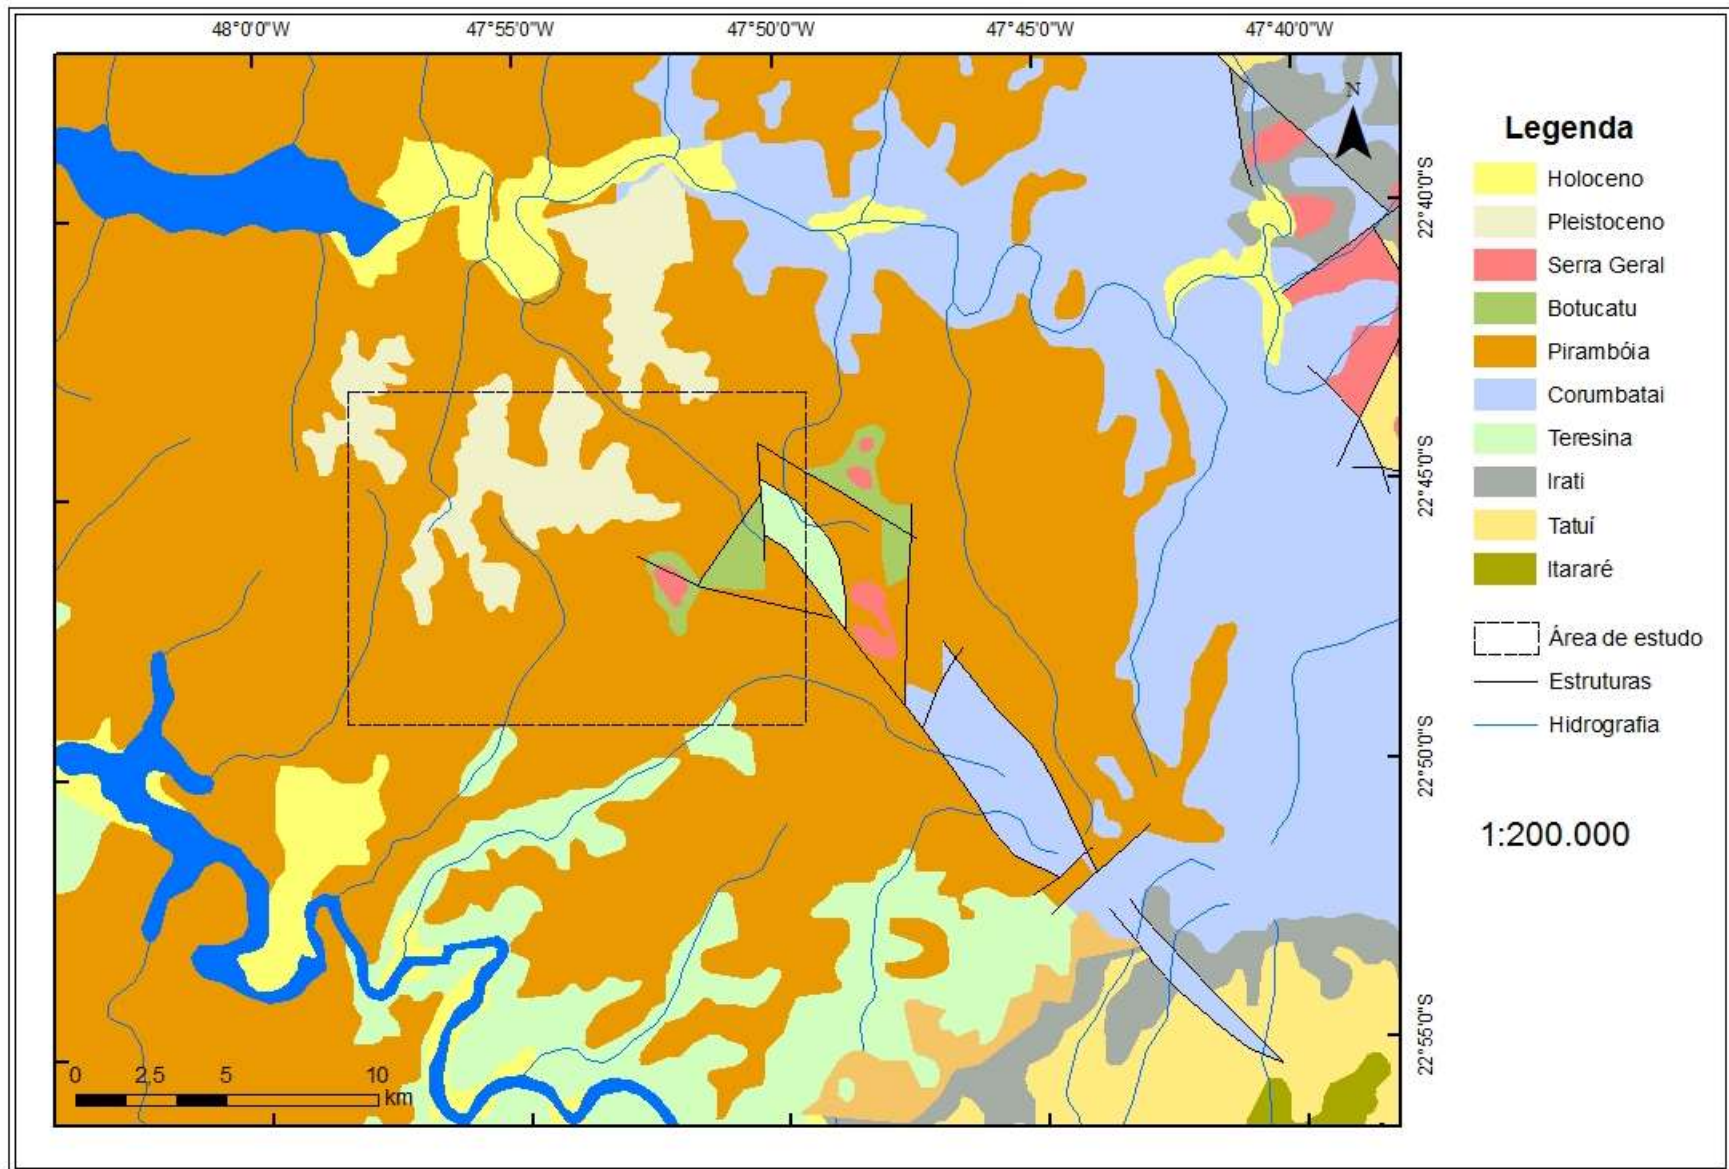 48°0'0"W 47°55'0"W 47°50'0"W 47°45'0"W 47°40'0"W
N
22°40'0"S
22°45'0"S
22°50'0"S
22°55'0"S
0 2,5 5 10
km
Legenda
Holoceno
Pleistoceno
Serra Geral
Botucatu
Pirambóia
Corumbatai
Teresina
Irati
Tatuí
Itararé
Área de estudo
Estruturas
Hidrografia
1:200.000